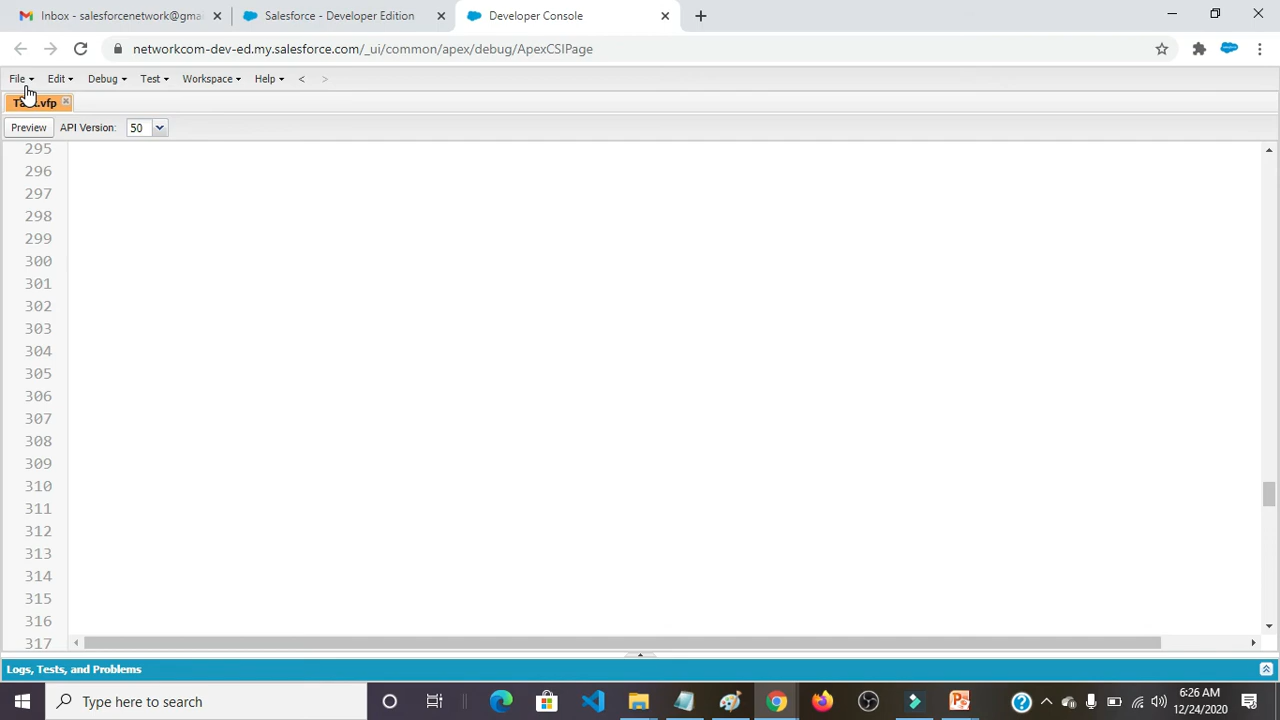 Inbox - salesforcenetwork@gma
Salesforce - Developer Edition
Developer Console
networkcom-dev-ed.my.salesforce.com/_ui/common/apex/debug/ApexCSIPage
File
Edit
Debug
Test
Workspace
Help
<
>
Preview
API Version:
50
295
296
297
298
299
300
301
302
303
304
305
306
307
308
309
310
311
312
313
314
315
316
317
Logs, Tests, and Problems
Type here to search
6:26 AM
12/24/2020